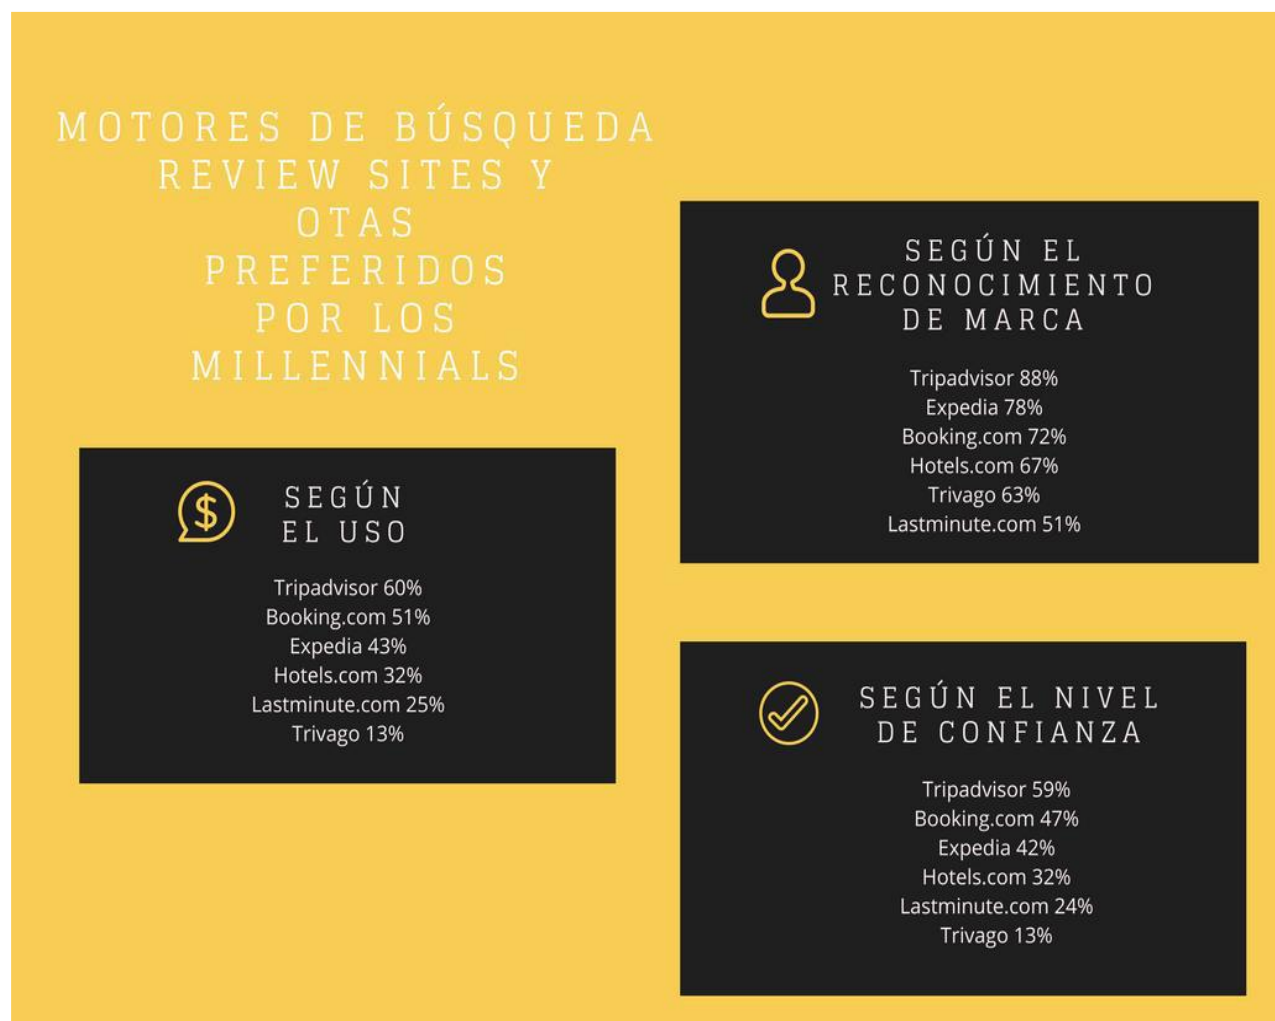 MOTORES DE BÚSQUEDA
REVIEW SITES Y
OTAS
PREFERIDOS
POR LOS
MILLENNIALS
SEGÚN
EL USO
Tripadvisor 60%
Booking.com 51%
Expedia 43%
Hotels.com 32%
Lastminute.com 25%
Trivago 13%
SEGÚN EL
RECONOCIMIENTO
DE MARCA
Tripadvisor 88%
Expedia 78%
Booking.com 72%
Hotels.com 67%
Trivago 63%
Lastminute.com 51%
SEGÚN EL NIVEL
DE CONFIANZA
Tripadvisor 59%
Booking.com 47%
Expedia 42%
Hotels.com 32%
Lastminute.com 24%
Trivago 13%